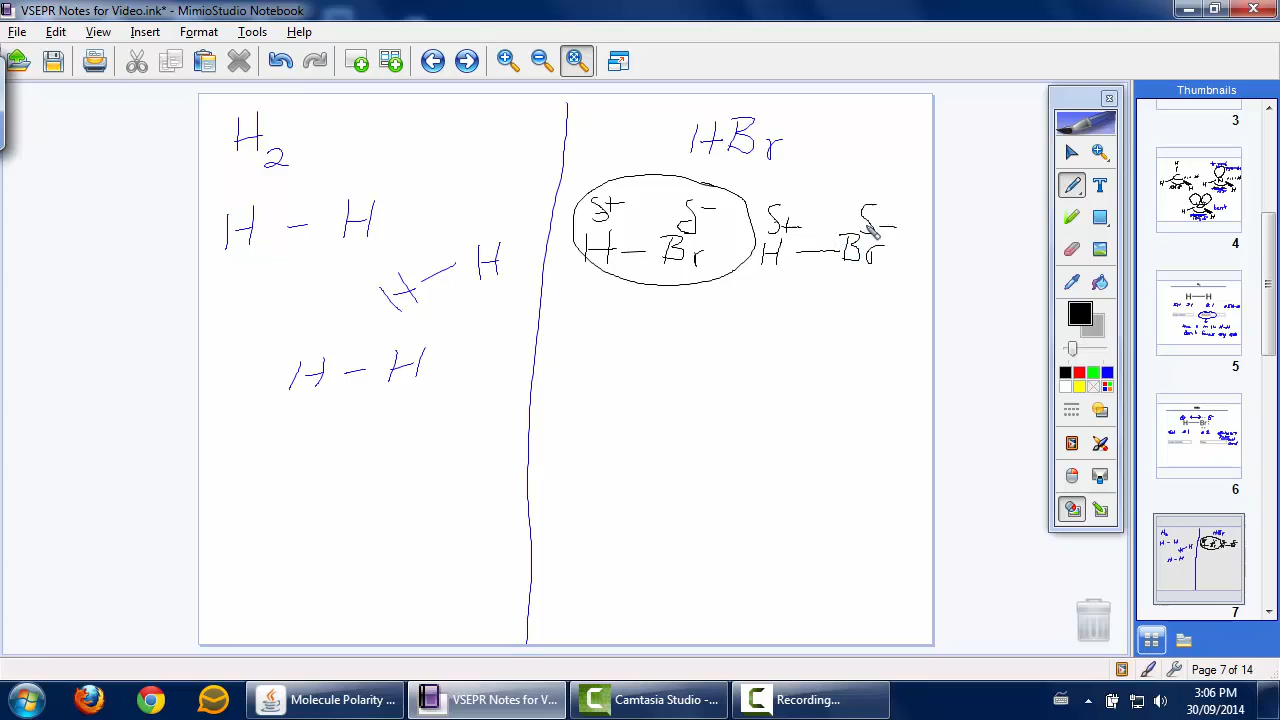 VSEPR Notes for Video.ink* - MimioStudio Notebook
File Edit View Insert Format Tools Help
H2
H - H
H - H
H - H
HBr
δ+ δ- δ+ δ-
H - Br H - Br
Thumbnails
3
4
5
6
7
Page 7 of 14
Molecule Polarity
VSEPR Notes for V...
Camtasia Studio -...
Recording...
3:06 PM
30/09/2014